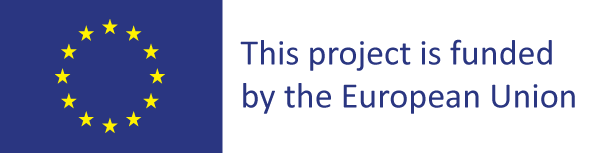 This project is funded
by the European Union